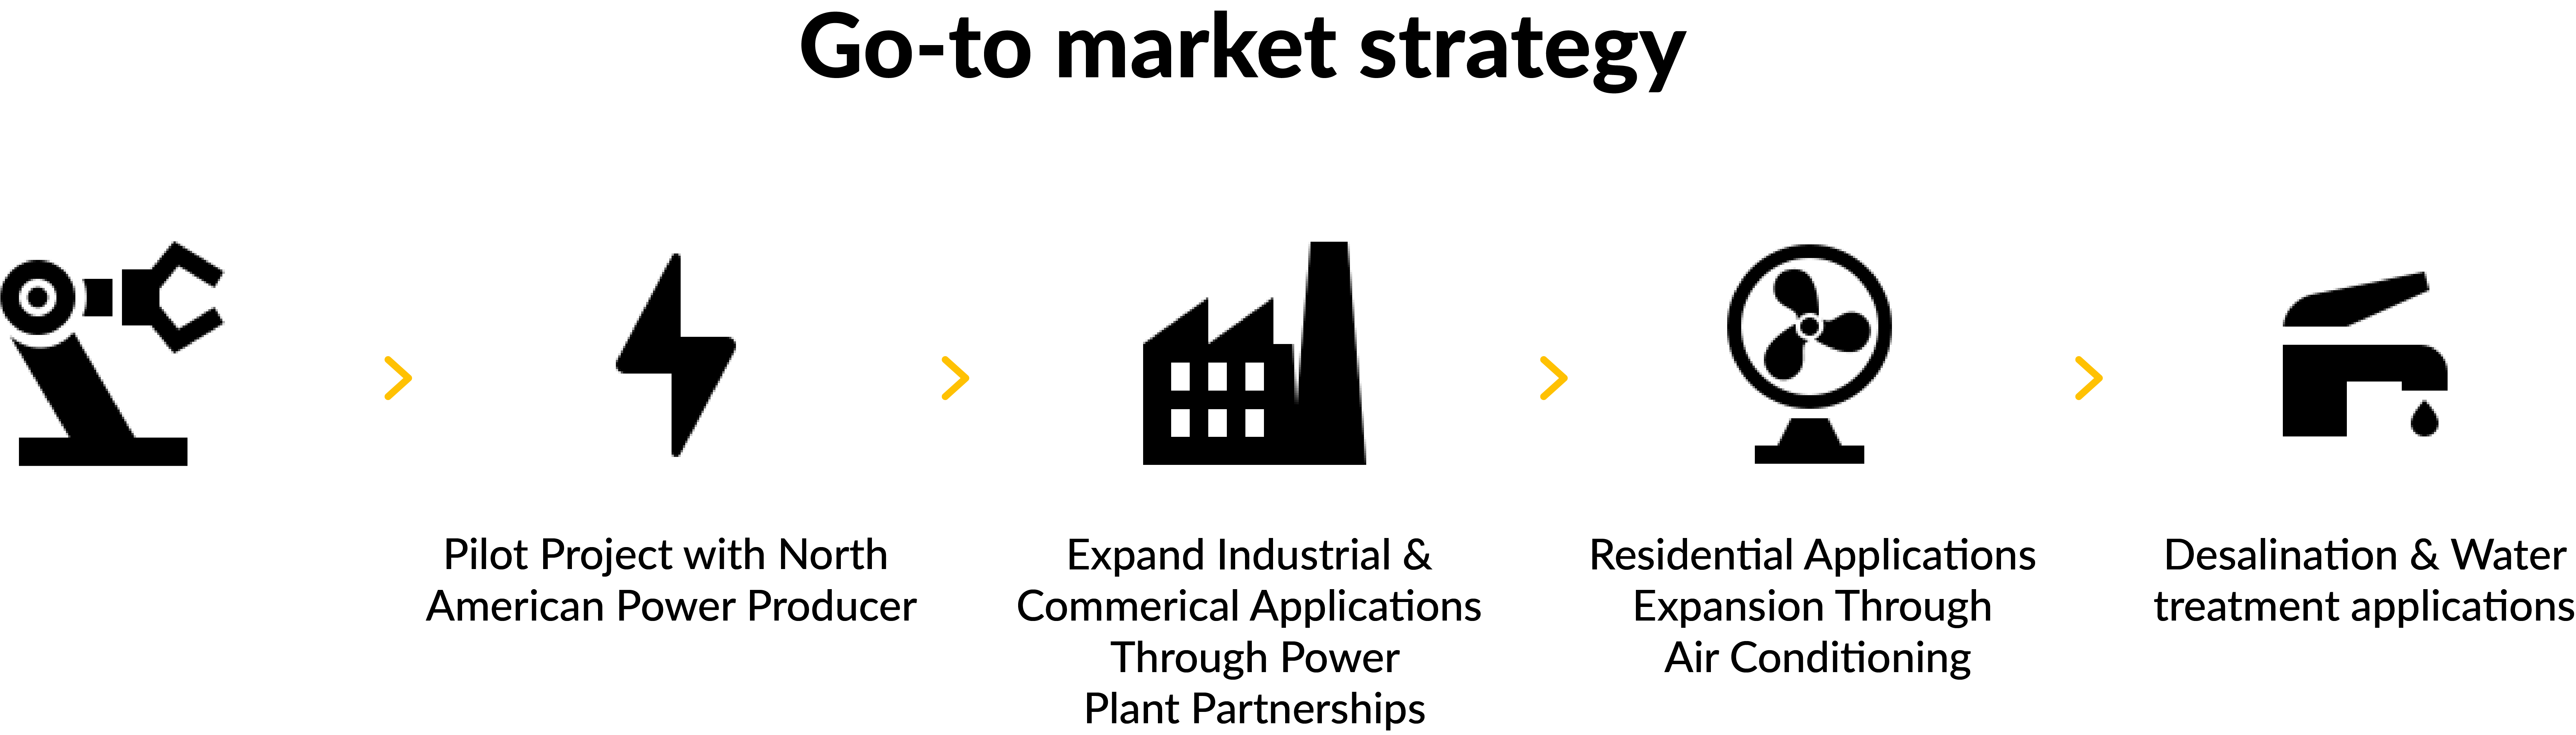 Go-to market strategy
Pilot Project with North
American Power Producer
Expand Industrial &
Commerical Applications
Through Power
Plant Partnerships
Residential Applications
Expansion Through
Air Conditioning
Desalination & Water
treatment applications